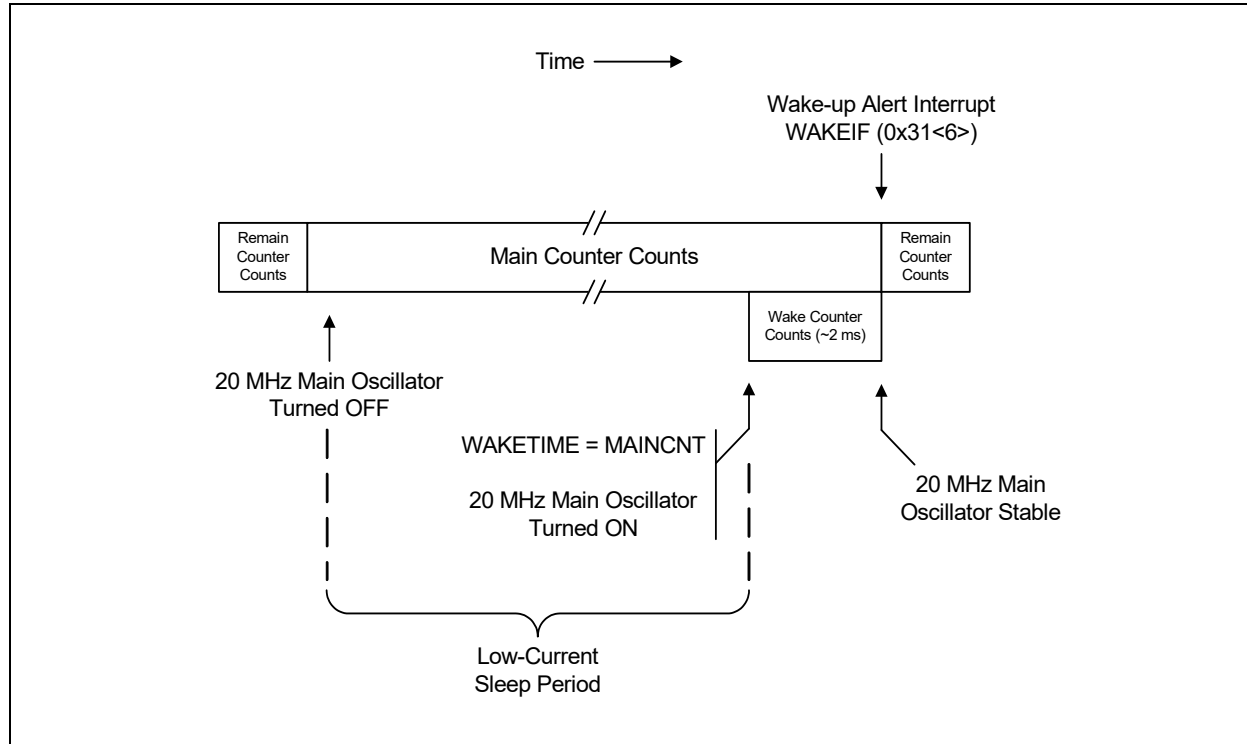 Time
Wake-up Alert Interrupt
WAKEIF (0x31<6>)
Remain
Counter
Counts
Main Counter Counts
Remain
Counter
Counts
Wake Counter
Counts (~2 ms)
20 MHz Main Oscillator
Turned OFF
WAKETIME = MAINCNT
20 MHz Main Oscillator
Turned ON
20 MHz Main
Oscillator Stable
Low-Current
Sleep Period